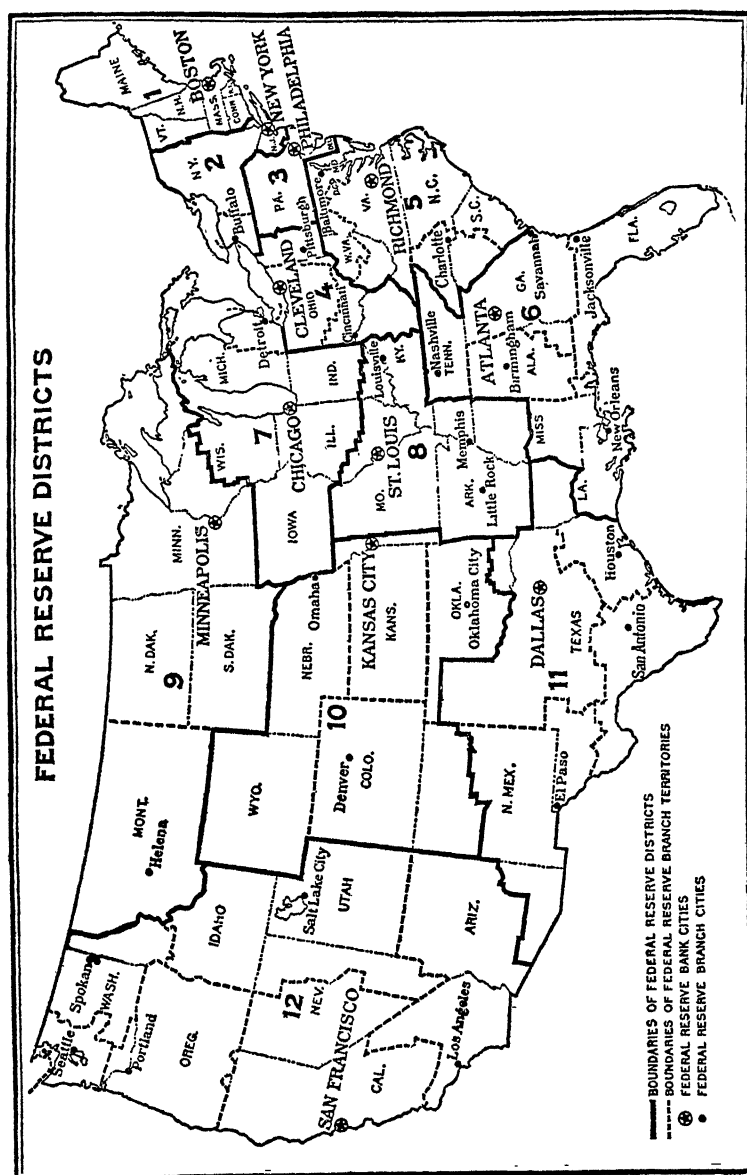 FEDERAL RESERVE DISTRICTS
MAINE
1
VT.
N.H.
BOSTON
MASS.
CONN.
R.I.
N.Y.
2
Buffalo
NEW YORK
N.J.
PHILADELPHIA
PA.
3
Pittsburgh
CLEVELAND
OHIO
4
Cincinnati
Baltimore
MD.
D.C.
DEL.
W.VA.
VA.
RICHMOND
5
N.C.
Charlotte
S.C.
MICH.
Detroit
WIS.
7
CHICAGO
IND.
ILL.
IOWA
Louisville
KY.
MO.
ST. LOUIS
8
Memphis
ARK.
Little Rock
Nashville
TENN.
ATLANTA
Birmingham
ALA.
6
GA.
Savannah
Jacksonville
FLA.
MISS
LA.
New Orleans
MINN.
MINNEAPOLIS
N. DAK.
9
S. DAK.
MONT.
Helena
WYO.
NEBR.
Omaha
10
KANSAS CITY
KANS.
Denver
COLO.
OKLA.
Oklahoma City
DALLAS
TEXAS
11
Houston
San Antonio
N. MEX.
El Paso
Seattle
Spokane
WASH.
Portland
OREG.
IDAHO
Salt Lake City
UTAH
12
NEV.
SAN FRANCISCO
CAL.
Los Angeles
ARIZ.
BOUNDARIES OF FEDERAL RESERVE DISTRICTS
BOUNDARIES OF FEDERAL RESERVE BRANCH TERRITORIES
FEDERAL RESERVE BANK CITIES
FEDERAL RESERVE BRANCH CITIES